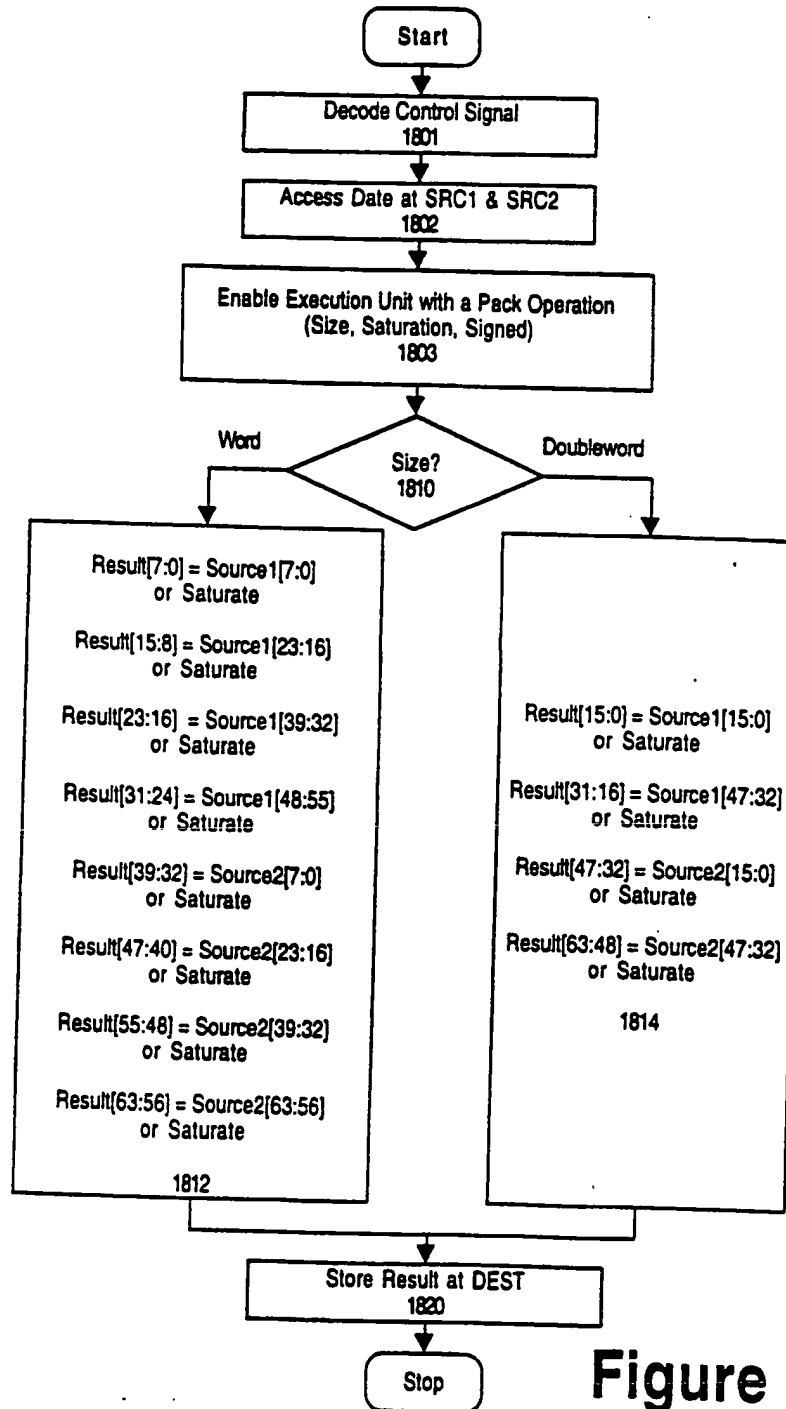 Start
Decode Control Signal
1801
Access Date at SRC1 & SRC2
1802
Enable Execution Unit with a Pack Operation
(Size, Saturation, Signed)
1803
Word
Size?
1810
Doubleword
Result[7:0] = Source1[7:0]
or Saturate
Result[15:8] = Source1[23:16]
or Saturate
Result[23:16] = Source1[39:32]
or Saturate
Result[31:24] = Source1[48:55]
or Saturate
Result[39:32] = Source2[7:0]
or Saturate
Result[47:40] = Source2[23:16]
or Saturate
Result[55:48] = Source2[39:32]
or Saturate
Result[63:56] = Source2[63:56]
or Saturate
1812
Result[15:0] = Source1[15:0]
or Saturate
Result[31:16] = Source1[47:32]
or Saturate
Result[47:32] = Source2[15:0]
or Saturate
Result[63:48] = Source2[47:32]
or Saturate
1814
Store Result at DEST
1820
Stop
Figure